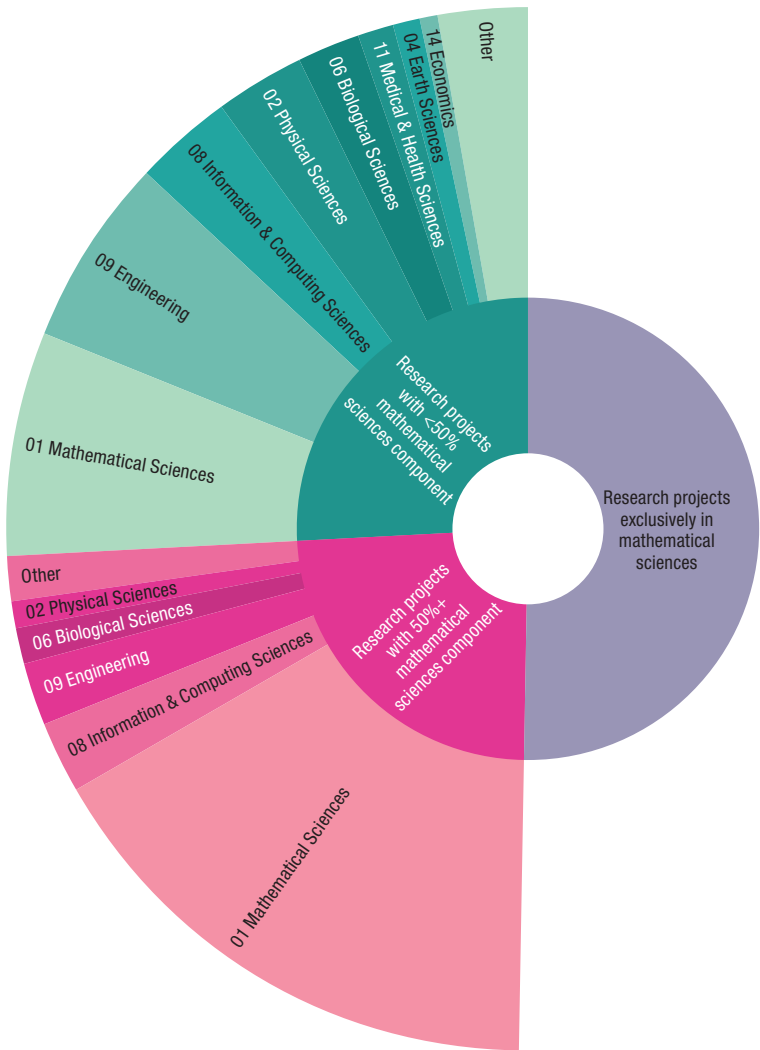 Other
14 Economics
04 Earth Sciences
11 Medical & Health Sciences
06 Biological Sciences
02 Physical Sciences
08 Information & Computing Sciences
09 Engineering
01 Mathematical Sciences
Research projects
with <50%
mathematical
sciences component
Research projects
exclusively in
mathematical
sciences
Other
02 Physical Sciences
06 Biological Sciences
09 Engineering
08 Information & Computing Sciences
01 Mathematical Sciences
Research projects
with 50%+
mathematical
sciences component